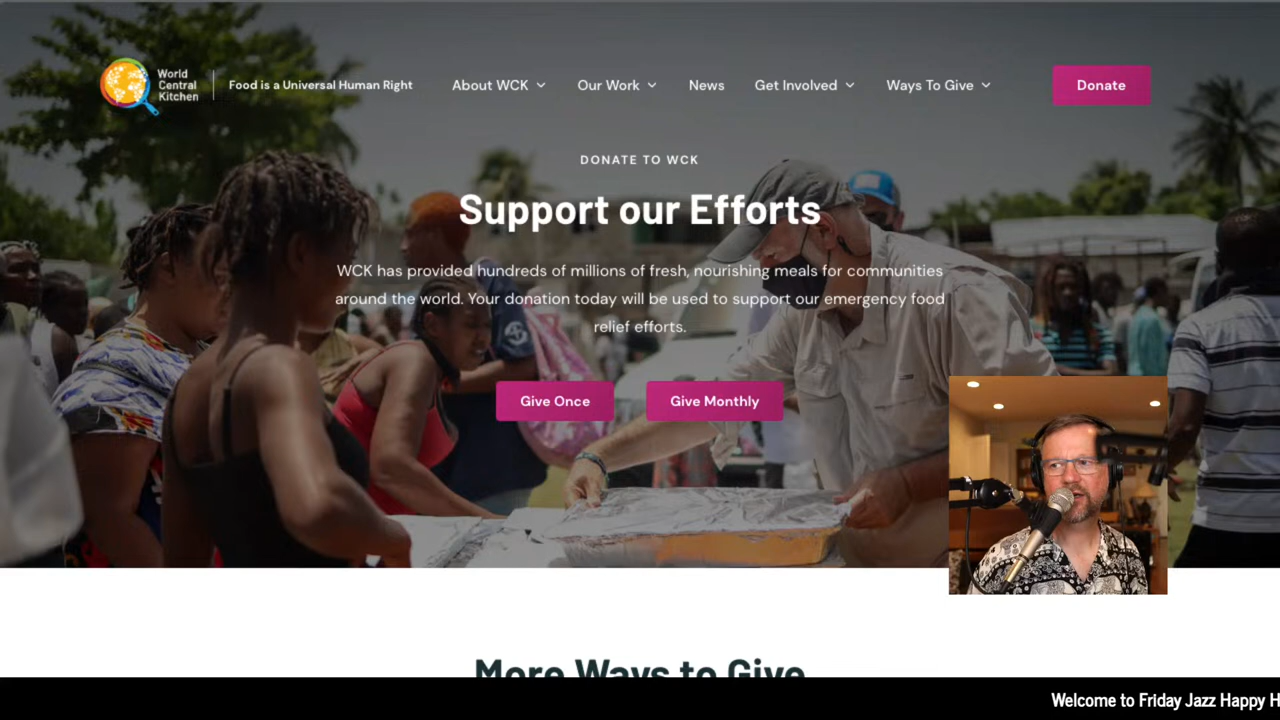 World
Central
Kitchen
Food is a Universal Human Right
About WCK
Our Work
News
Get Involved
Ways To Give
Donate
DONATE TO WCK
Support our Efforts
WCK has provided hundreds of millions of fresh, nourishing meals for communities
around the world. Your donation today will be used to support our emergency food
relief efforts.
Give Once
Give Monthly
More Ways to Give
Welcome to Friday Jazz Happy H